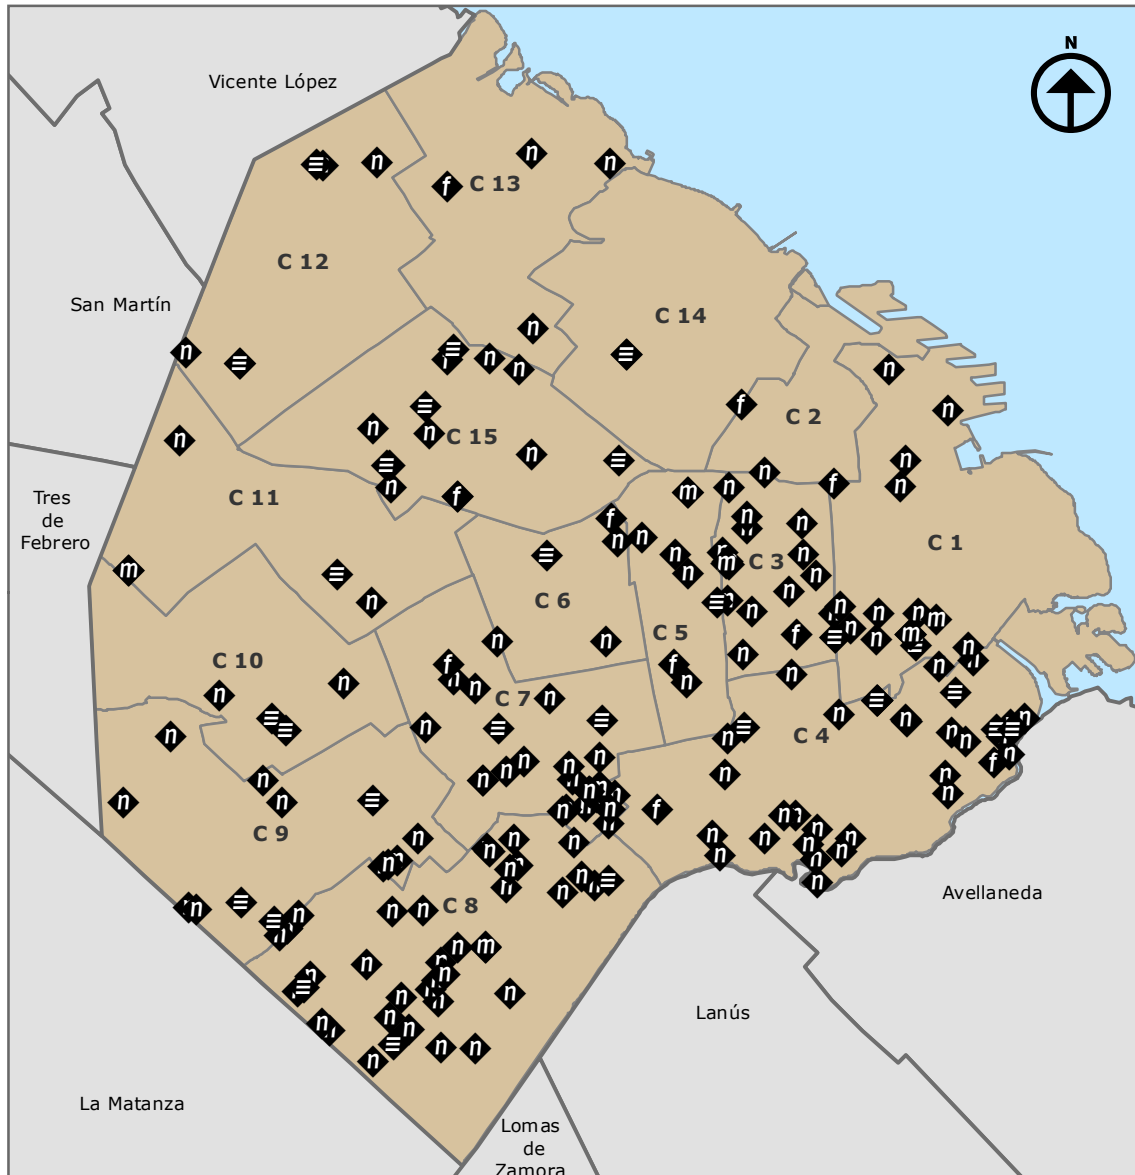 N
Vicente López
C 13
C 12
San Martín
C 14
C 2
C 15
Tres
de
Febrero
C 11
C 1
C 3
C 6
C 5
C 10
C 7
C 4
C 9
Avellaneda
C 8
Lanús
La Matanza
Lomas
de
Zamora